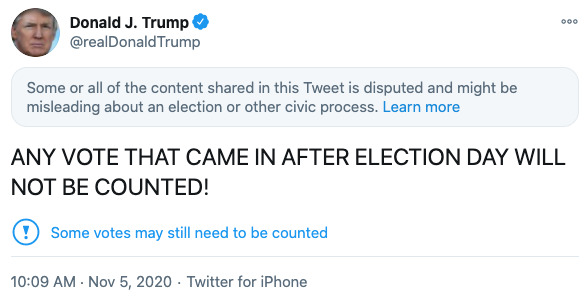 Donald J. Trump
@realDonaldTrump
Some or all of the content shared in this Tweet is disputed and might be
misleading about an election or other civic process. Learn more
ANY VOTE THAT CAME IN AFTER ELECTION DAY WILL
NOT BE COUNTED!
Some votes may still need to be counted
10:09 AM · Nov 5, 2020 · Twitter for iPhone